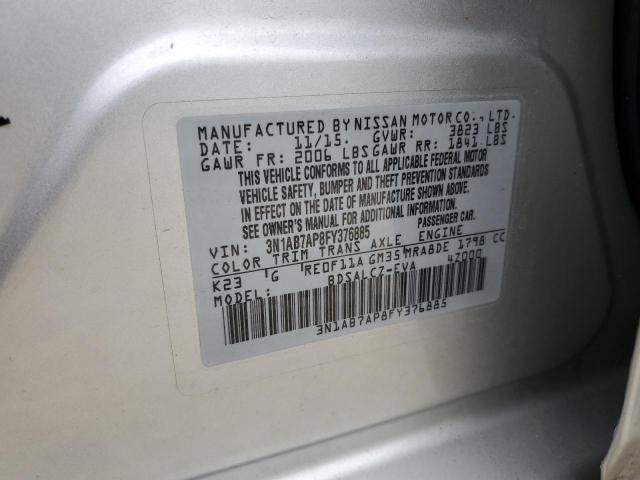 MANUFACTURED BY NISSAN MOTOR CO., LTD.
DATE: 11/15. GVWR: 3823 LBS
GAWR FR: 2006 LBS GAWR RR: 1841 LBS
THIS VEHICLE CONFORMS TO ALL APPLICABLE FEDERAL MOTOR
VEHICLE SAFETY, BUMPER AND THEFT PREVENTION STANDARDS
IN EFFECT ON THE DATE OF MANUFACTURE SHOWN ABOVE.
SEE OWNER'S MANUAL FOR ADDITIONAL INFORMATION.
VIN: 3N1AB7AP8FY376885 PASSENGER CAR.
COLOR TRIM TRANS AXLE ENGINE
K23 G RE0F11A GM35 MRA8DE 1798 CC
MODEL: BDSALCZ-EVA 4Z000
3N1AB7AP8FY376885